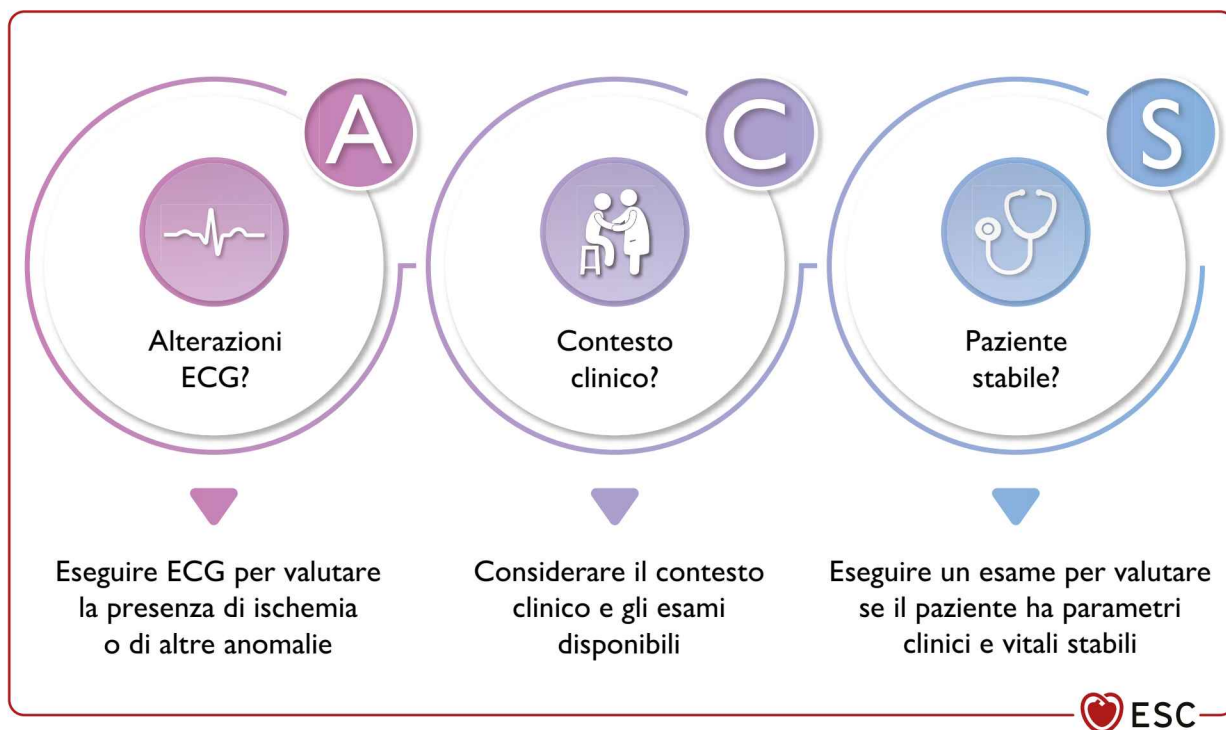 A
C
S
Alterazioni
ECG?
Contesto
clinico?
Paziente
stabile?
Eseguire ECG per valutare
la presenza di ischemia
o di altre anomalie
Considerare il contesto
clinico e gli esami
disponibili
Eseguire un esame per valutare
se il paziente ha parametri
clinici e vitali stabili
ESC